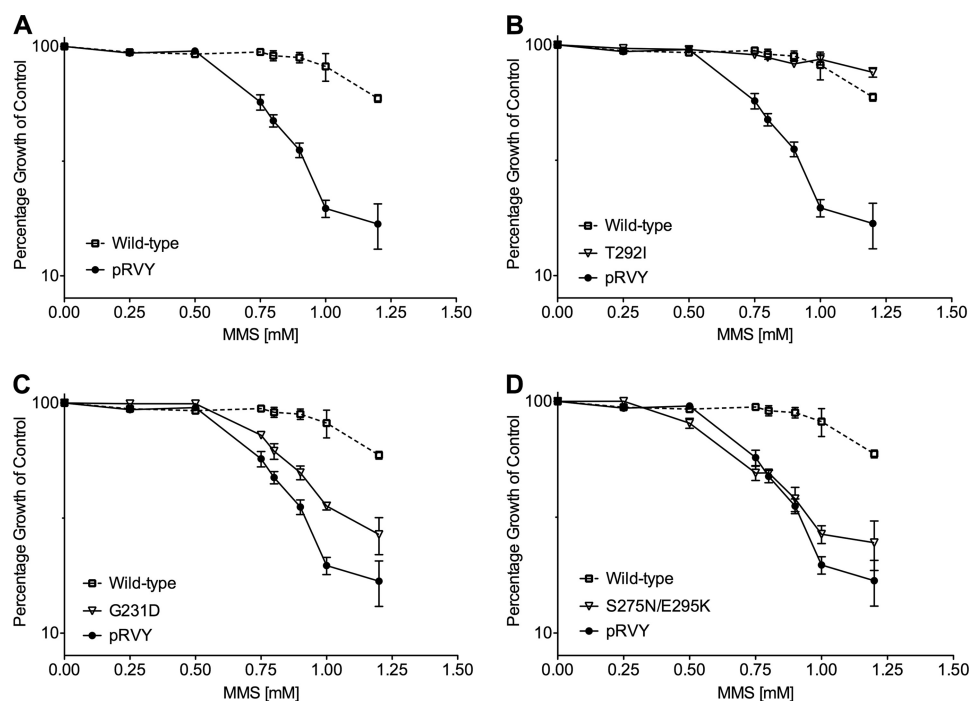 A
Percentage Growth of Control
100
10
Wild-type
pRVY
0.00 0.25 0.50 0.75 1.00 1.25 1.50
MMS [mM]
B
Percentage Growth of Control
100
10
Wild-type
T292I
pRVY
0.00 0.25 0.50 0.75 1.00 1.25 1.50
MMS [mM]
C
Percentage Growth of Control
100
10
Wild-type
G231D
pRVY
0.00 0.25 0.50 0.75 1.00 1.25 1.50
MMS [mM]
D
Percentage Growth of Control
100
10
Wild-type
S275N/E295K
pRVY
0.00 0.25 0.50 0.75 1.00 1.25 1.50
MMS [mM]